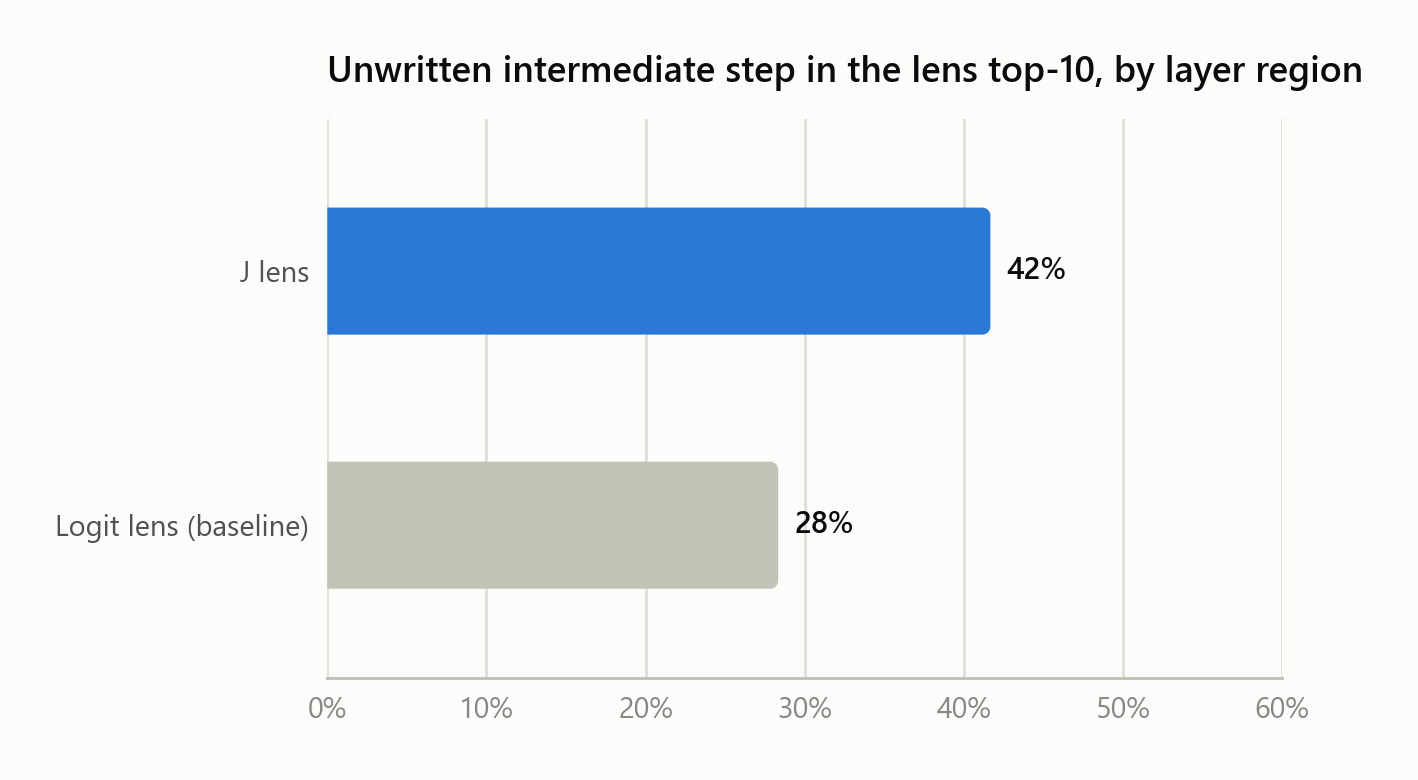 Unwritten intermediate step in the lens top-10, by layer region
J lens
42%
Logit lens (baseline)
28%
0% 10% 20% 30% 40% 50% 60%